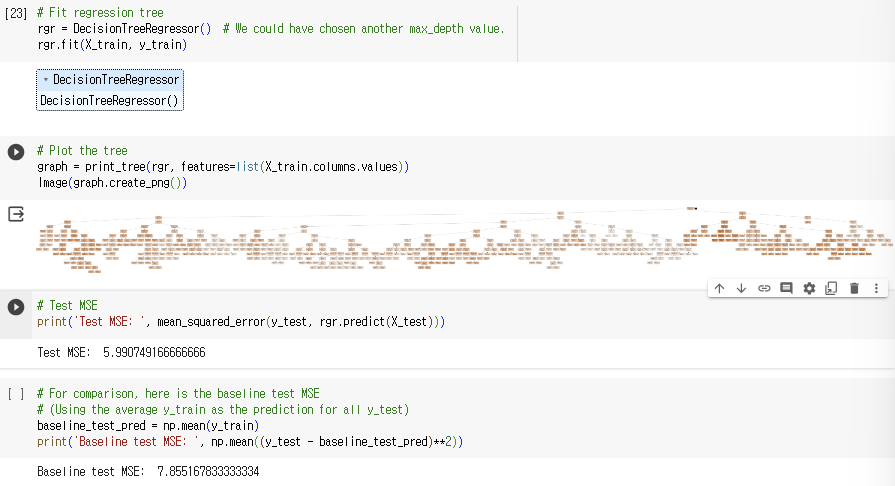 [23] # Fit regression tree
rgr = DecisionTreeRegressor()  # We could have chosen another max_depth value.
rgr.fit(X_train, y_train)
DecisionTreeRegressor
DecisionTreeRegressor()
# Plot the tree
graph = print_tree(rgr, features=list(X_train.columns.values))
Image(graph.create_png())
# Test MSE
print('Test MSE: ', mean_squared_error(y_test, rgr.predict(X_test)))
Test MSE:  5.990749166666666
[ ] # For comparison, here is the baseline test MSE
# (Using the average y_train as the prediction for all y_test)
baseline_test_pred = np.mean(y_train)
print('Baseline test MSE: ', np.mean((y_test - baseline_test_pred)**2))
Baseline test MSE:  7.855167833333334